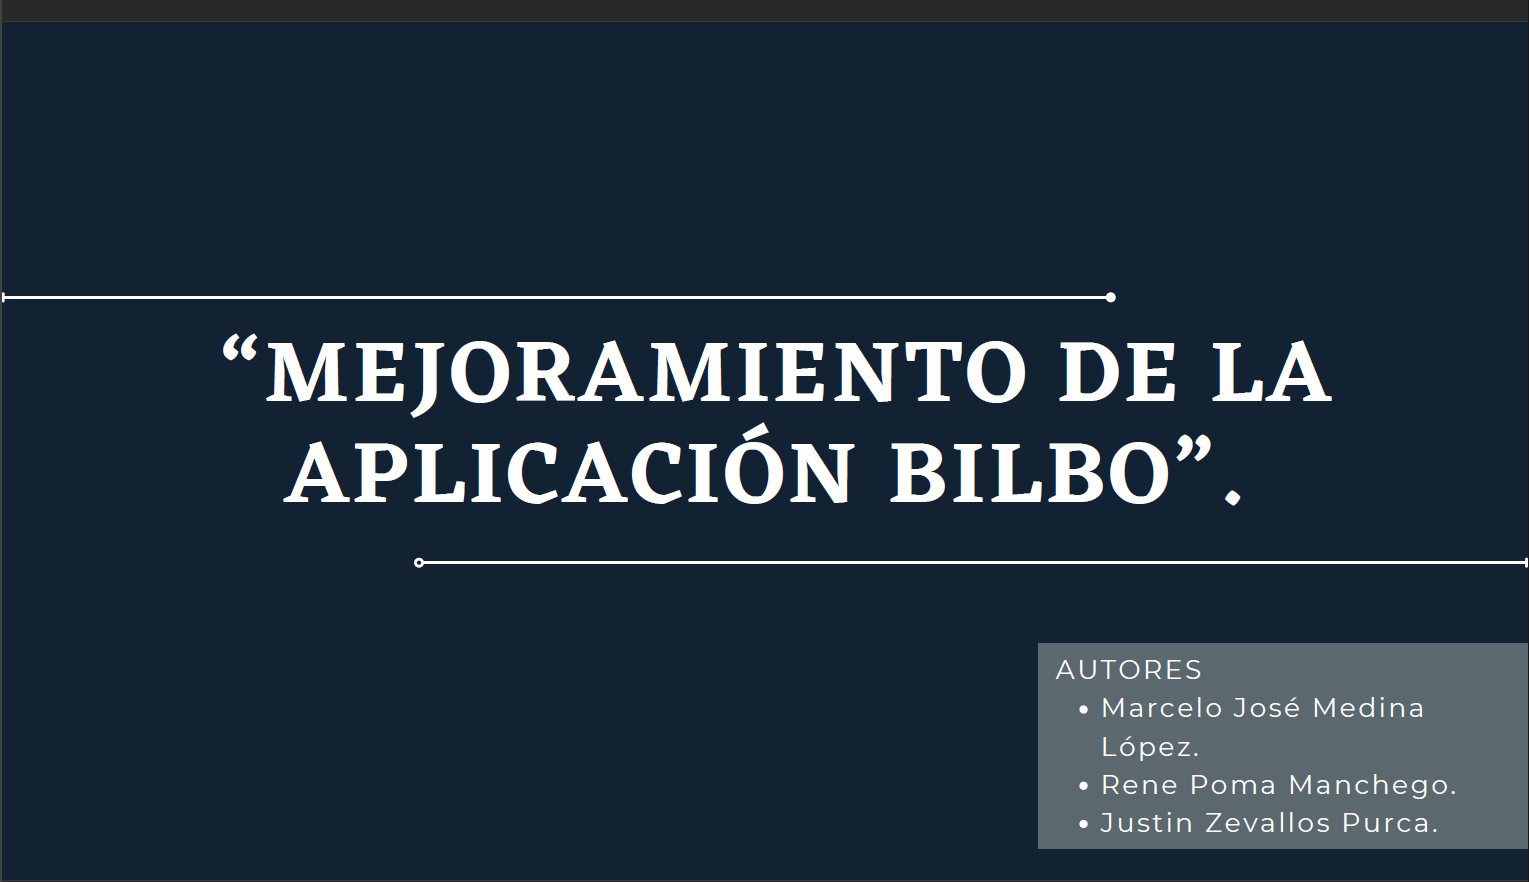 “MEJORAMIENTO DE LA
APLICACIÓN BILBO”.
AUTORES
• Marcelo José Medina
López.
• Rene Poma Manchego.
• Justin Zevallos Purca.